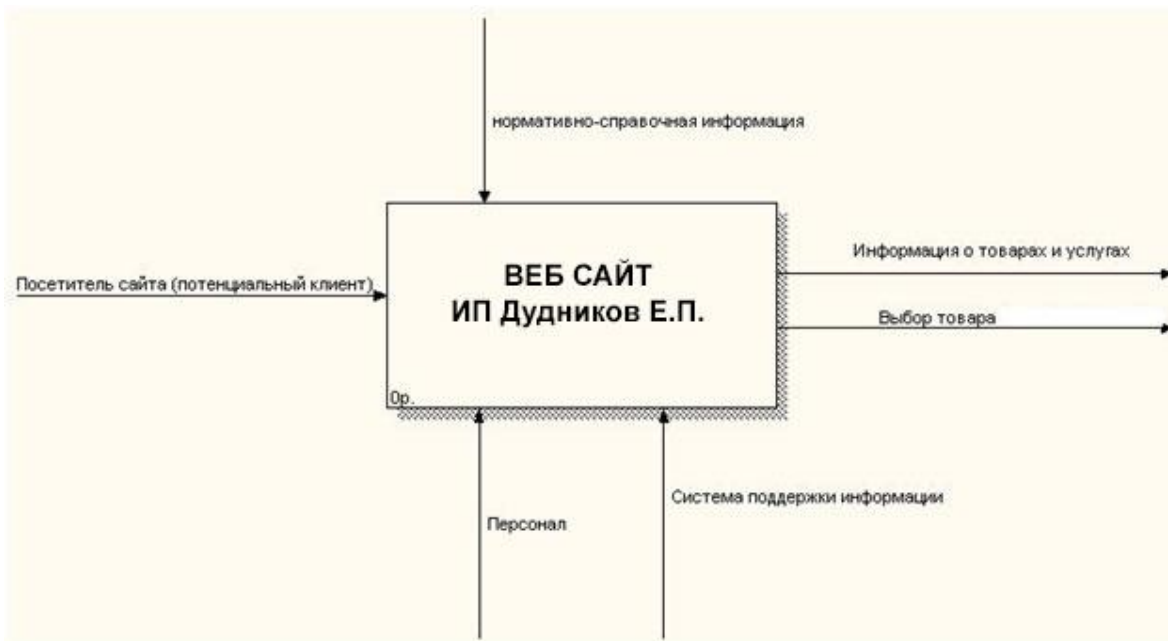 нормативно-справочная информация
Посетитель сайта (потенциальный клиент)
ВЕБ САЙТ
ИП Дудников Е.П.
0р.
Информация о товарах и услугах
Выбор товара
Система поддержки информации
Персонал